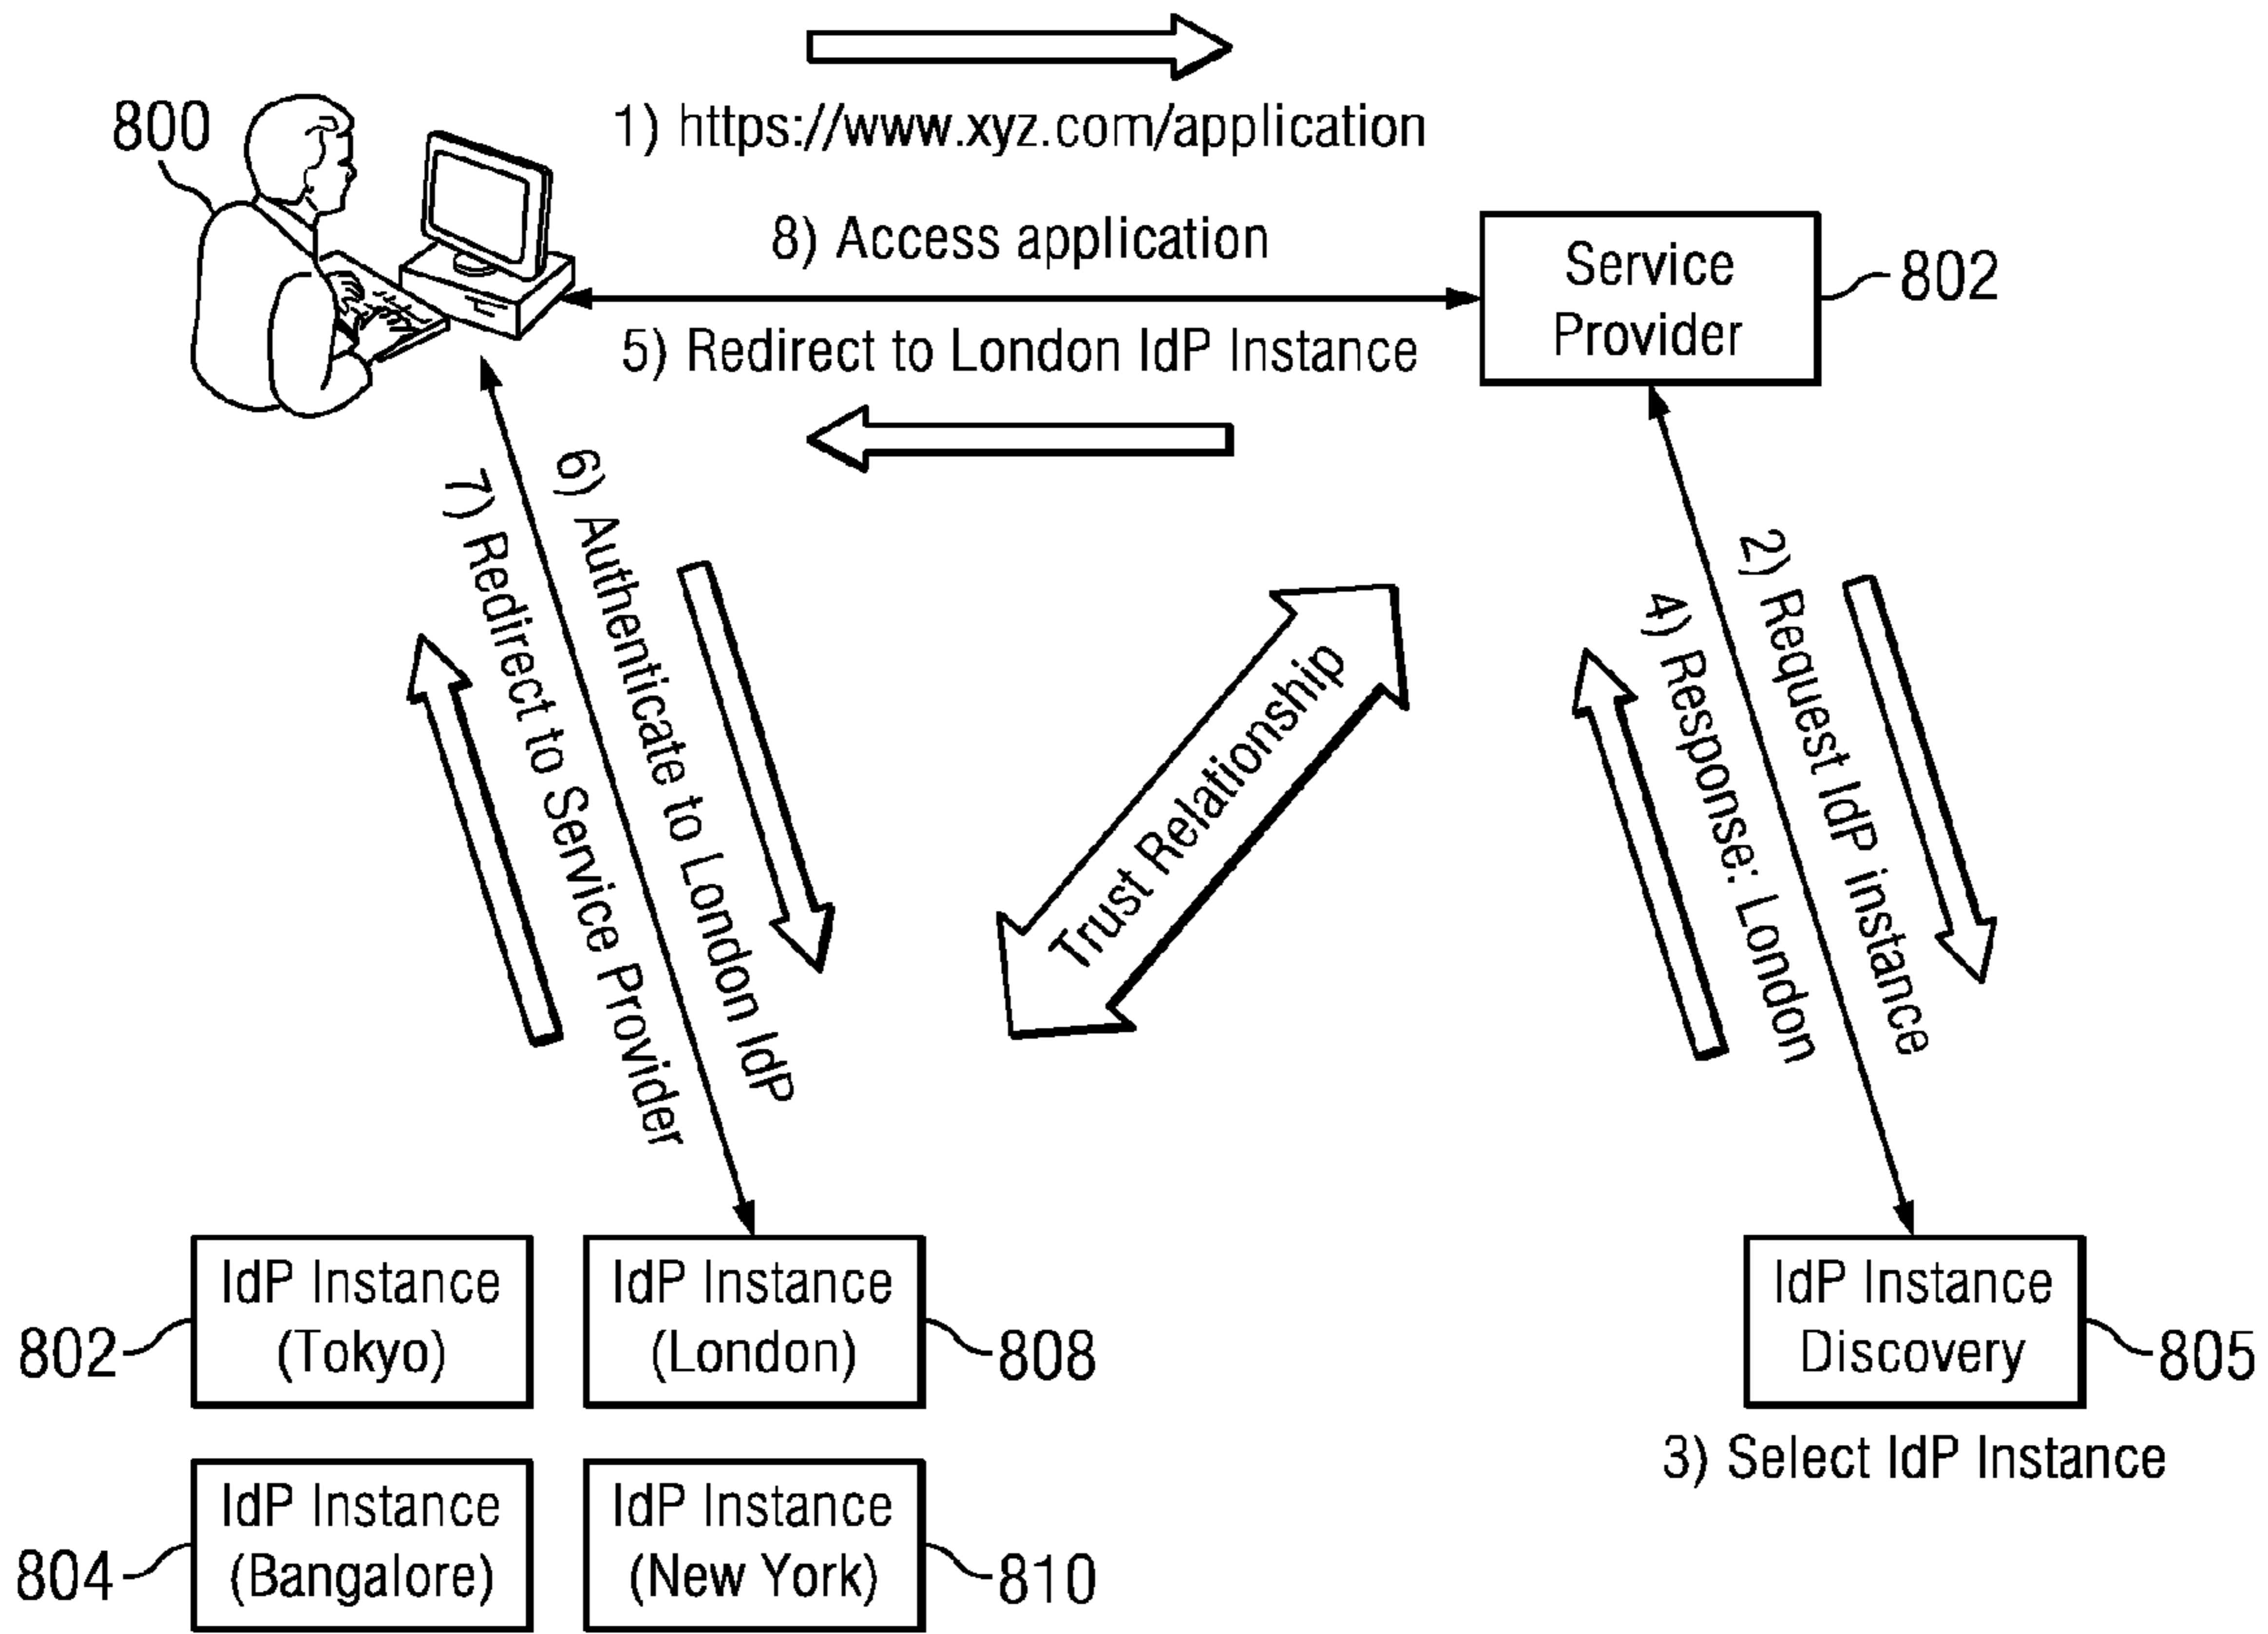 800
1) https://www.xyz.com/application
8) Access application
5) Redirect to London IdP Instance
Service
Provider
802
7) Redirect to Service Provider
6) Authenticate to London IdP
Trust Relationship
4) Response: London
2) Request IdP instance
IdP Instance
(Tokyo)
802
IdP Instance
(London)
808
IdP Instance
Discovery
805
3) Select IdP Instance
IdP Instance
(Bangalore)
804
IdP Instance
(New York)
810